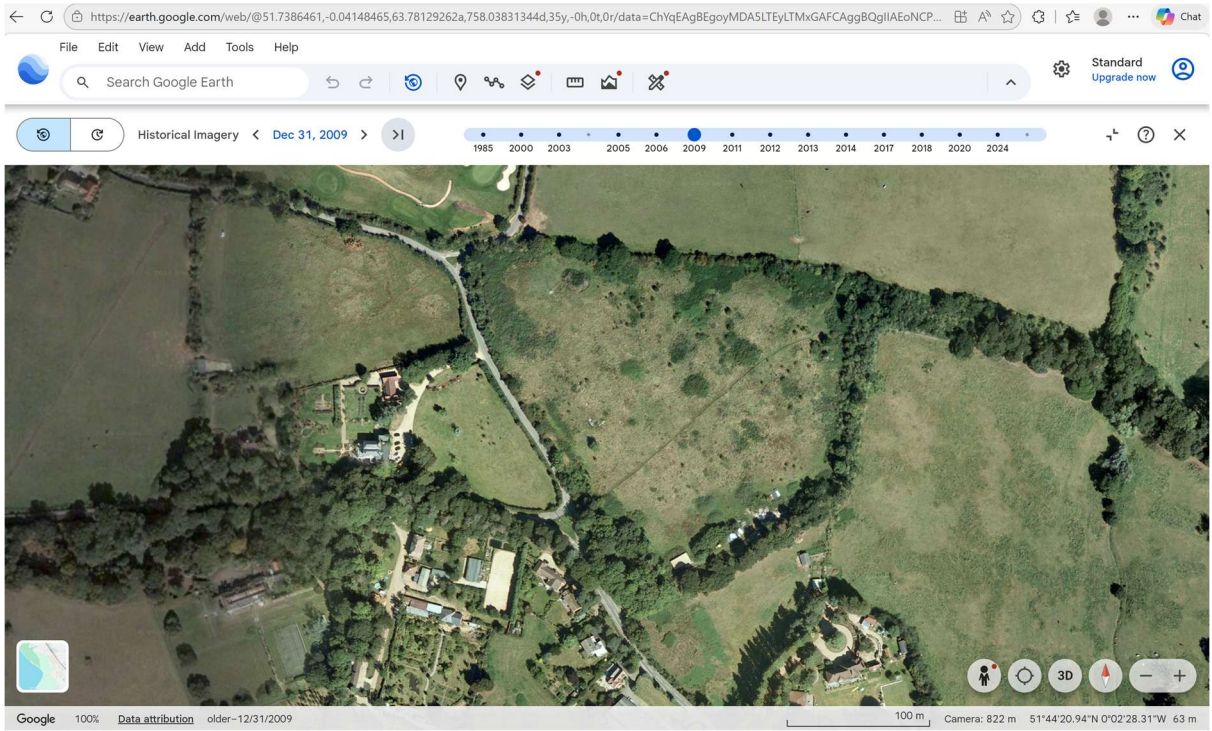 https://earth.google.com/web/@51.7386461,-0.04148465,63.78129262a,758.03831344d,35y,-0h,0t,0r/data=ChYqEAgBEgoyMDA5LTEyLTMxGAFCAggBQgIIAEoNCP...
Chat
File Edit View Add Tools Help
Search Google Earth
Standard
Upgrade now
Historical Imagery Dec 31, 2009
1985 2000 2003 2005 2006 2009 2011 2012 2013 2014 2017 2018 2020 2024
3D
Google 100% Data attribution older–12/31/2009 100 m Camera: 822 m 51°44'20.94"N 0°02'28.31"W 63 m